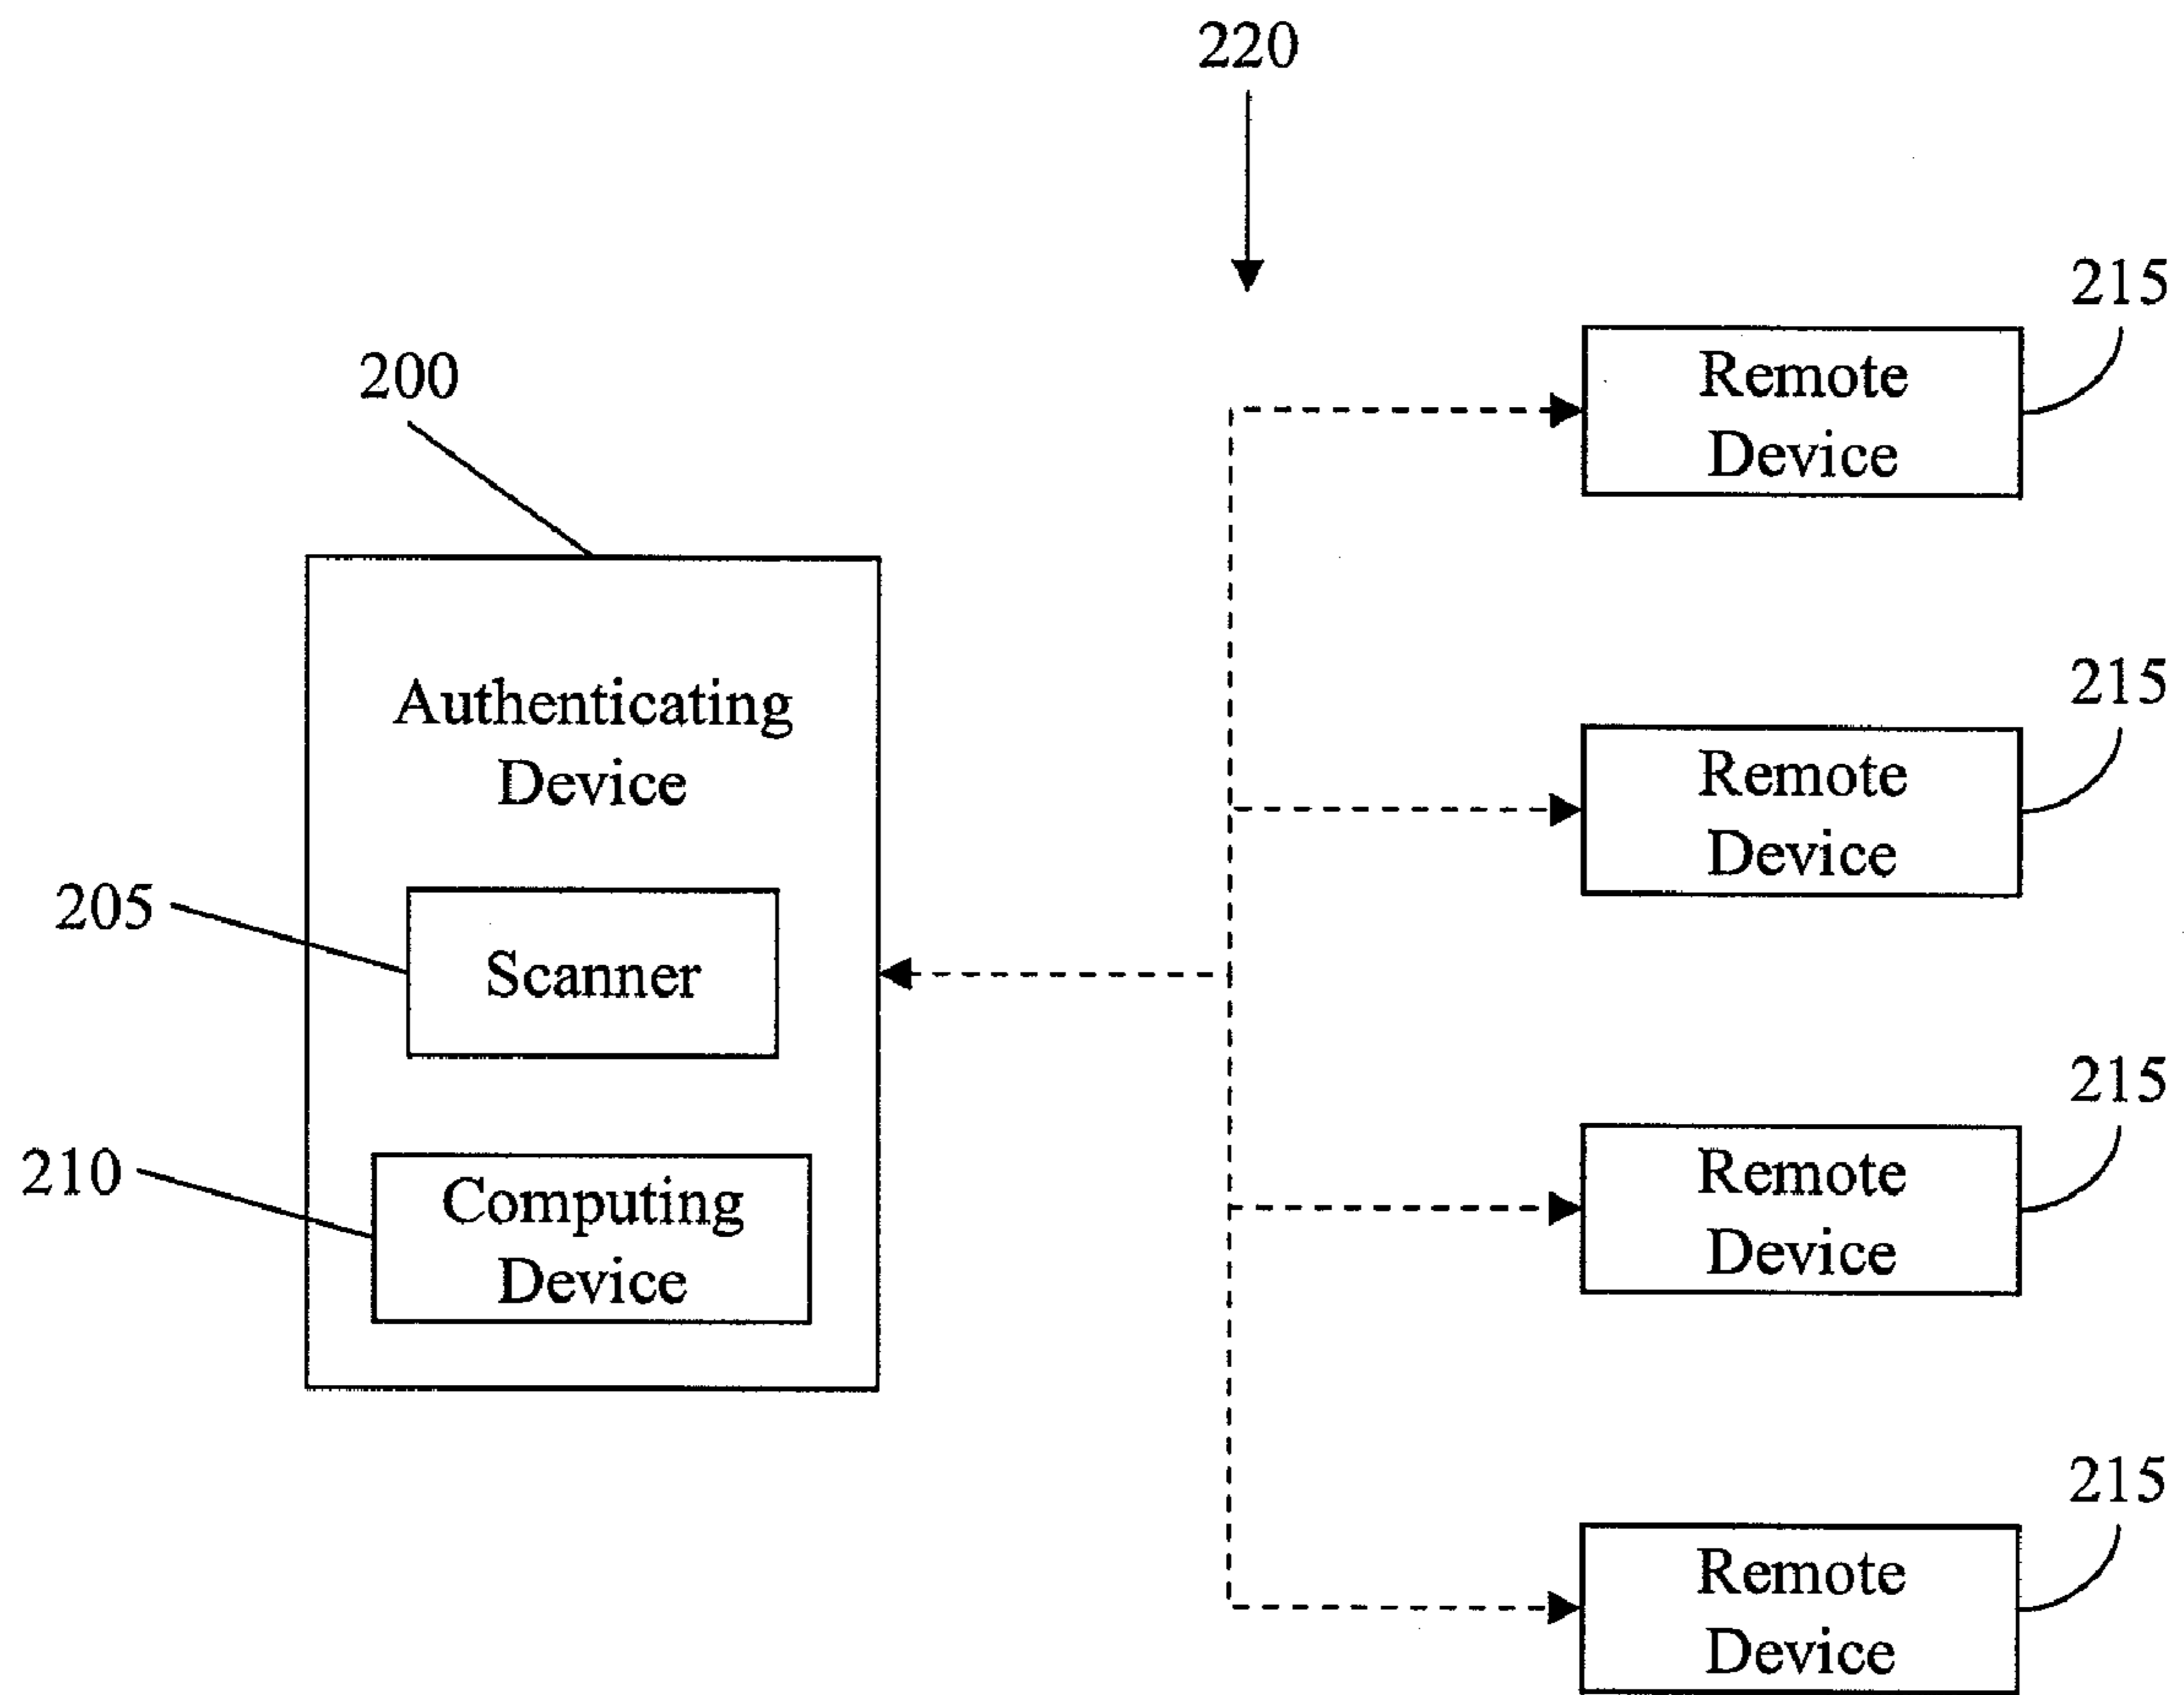 220
215
Remote
Device
200
215
Authenticating
Device
Remote
Device
205
Scanner
215
210
Computing
Device
Remote
Device
215
Remote
Device